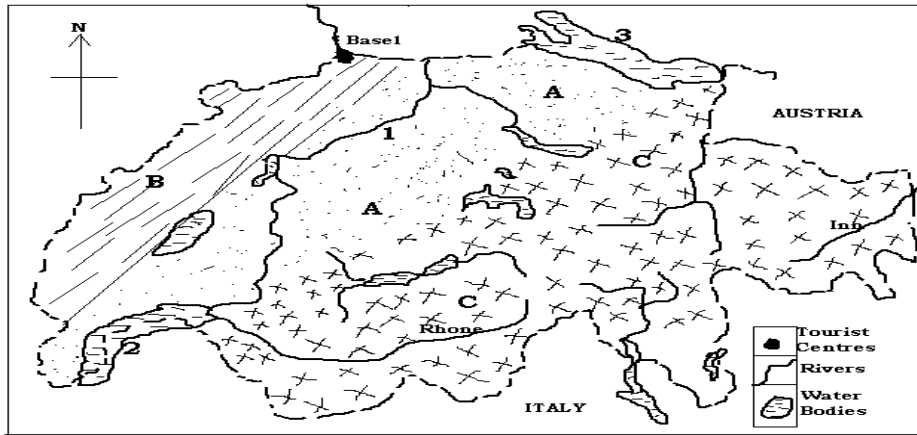 N
Basel
3
A
AUSTRIA
1
C
B
A
Inn
C
Rhone
2
Tourist
Centres
Rivers
Water
Bodies
ITALY